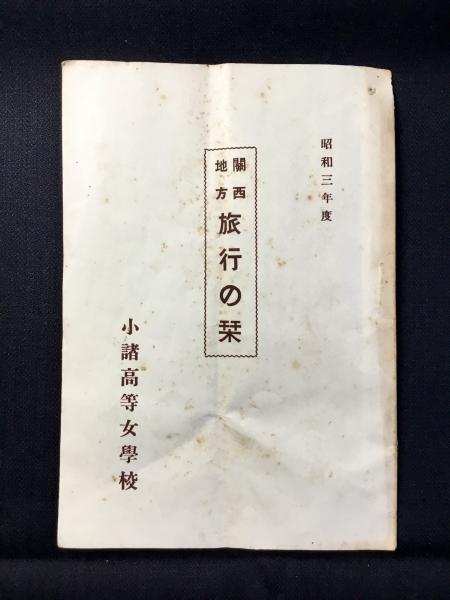 昭和三年度
關西地方
旅行の栞
小諸高等女學校